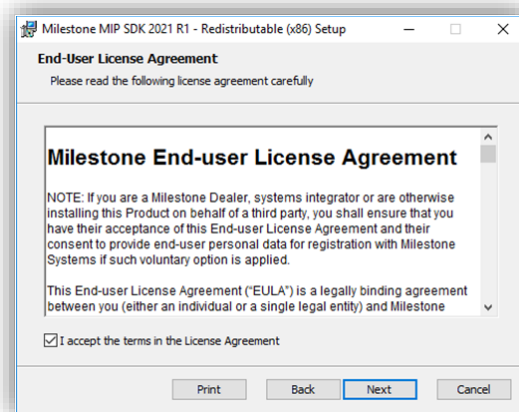 Milestone MIP SDK 2021 R1 - Redistributable (x86) Setup
End-User License Agreement
Please read the following license agreement carefully
Milestone End-user License Agreement
NOTE: If you are a Milestone Dealer, systems integrator or are otherwise
installing this Product on behalf of a third party, you shall ensure that you
have their acceptance of this End-user License Agreement and their
consent to provide end-user personal data for registration with Milestone
Systems if such voluntary option is applied.
This End-user License Agreement (“EULA”) is a legally binding agreement
between you (either an individual or a single legal entity) and Milestone
I accept the terms in the License Agreement
Print Back Next Cancel